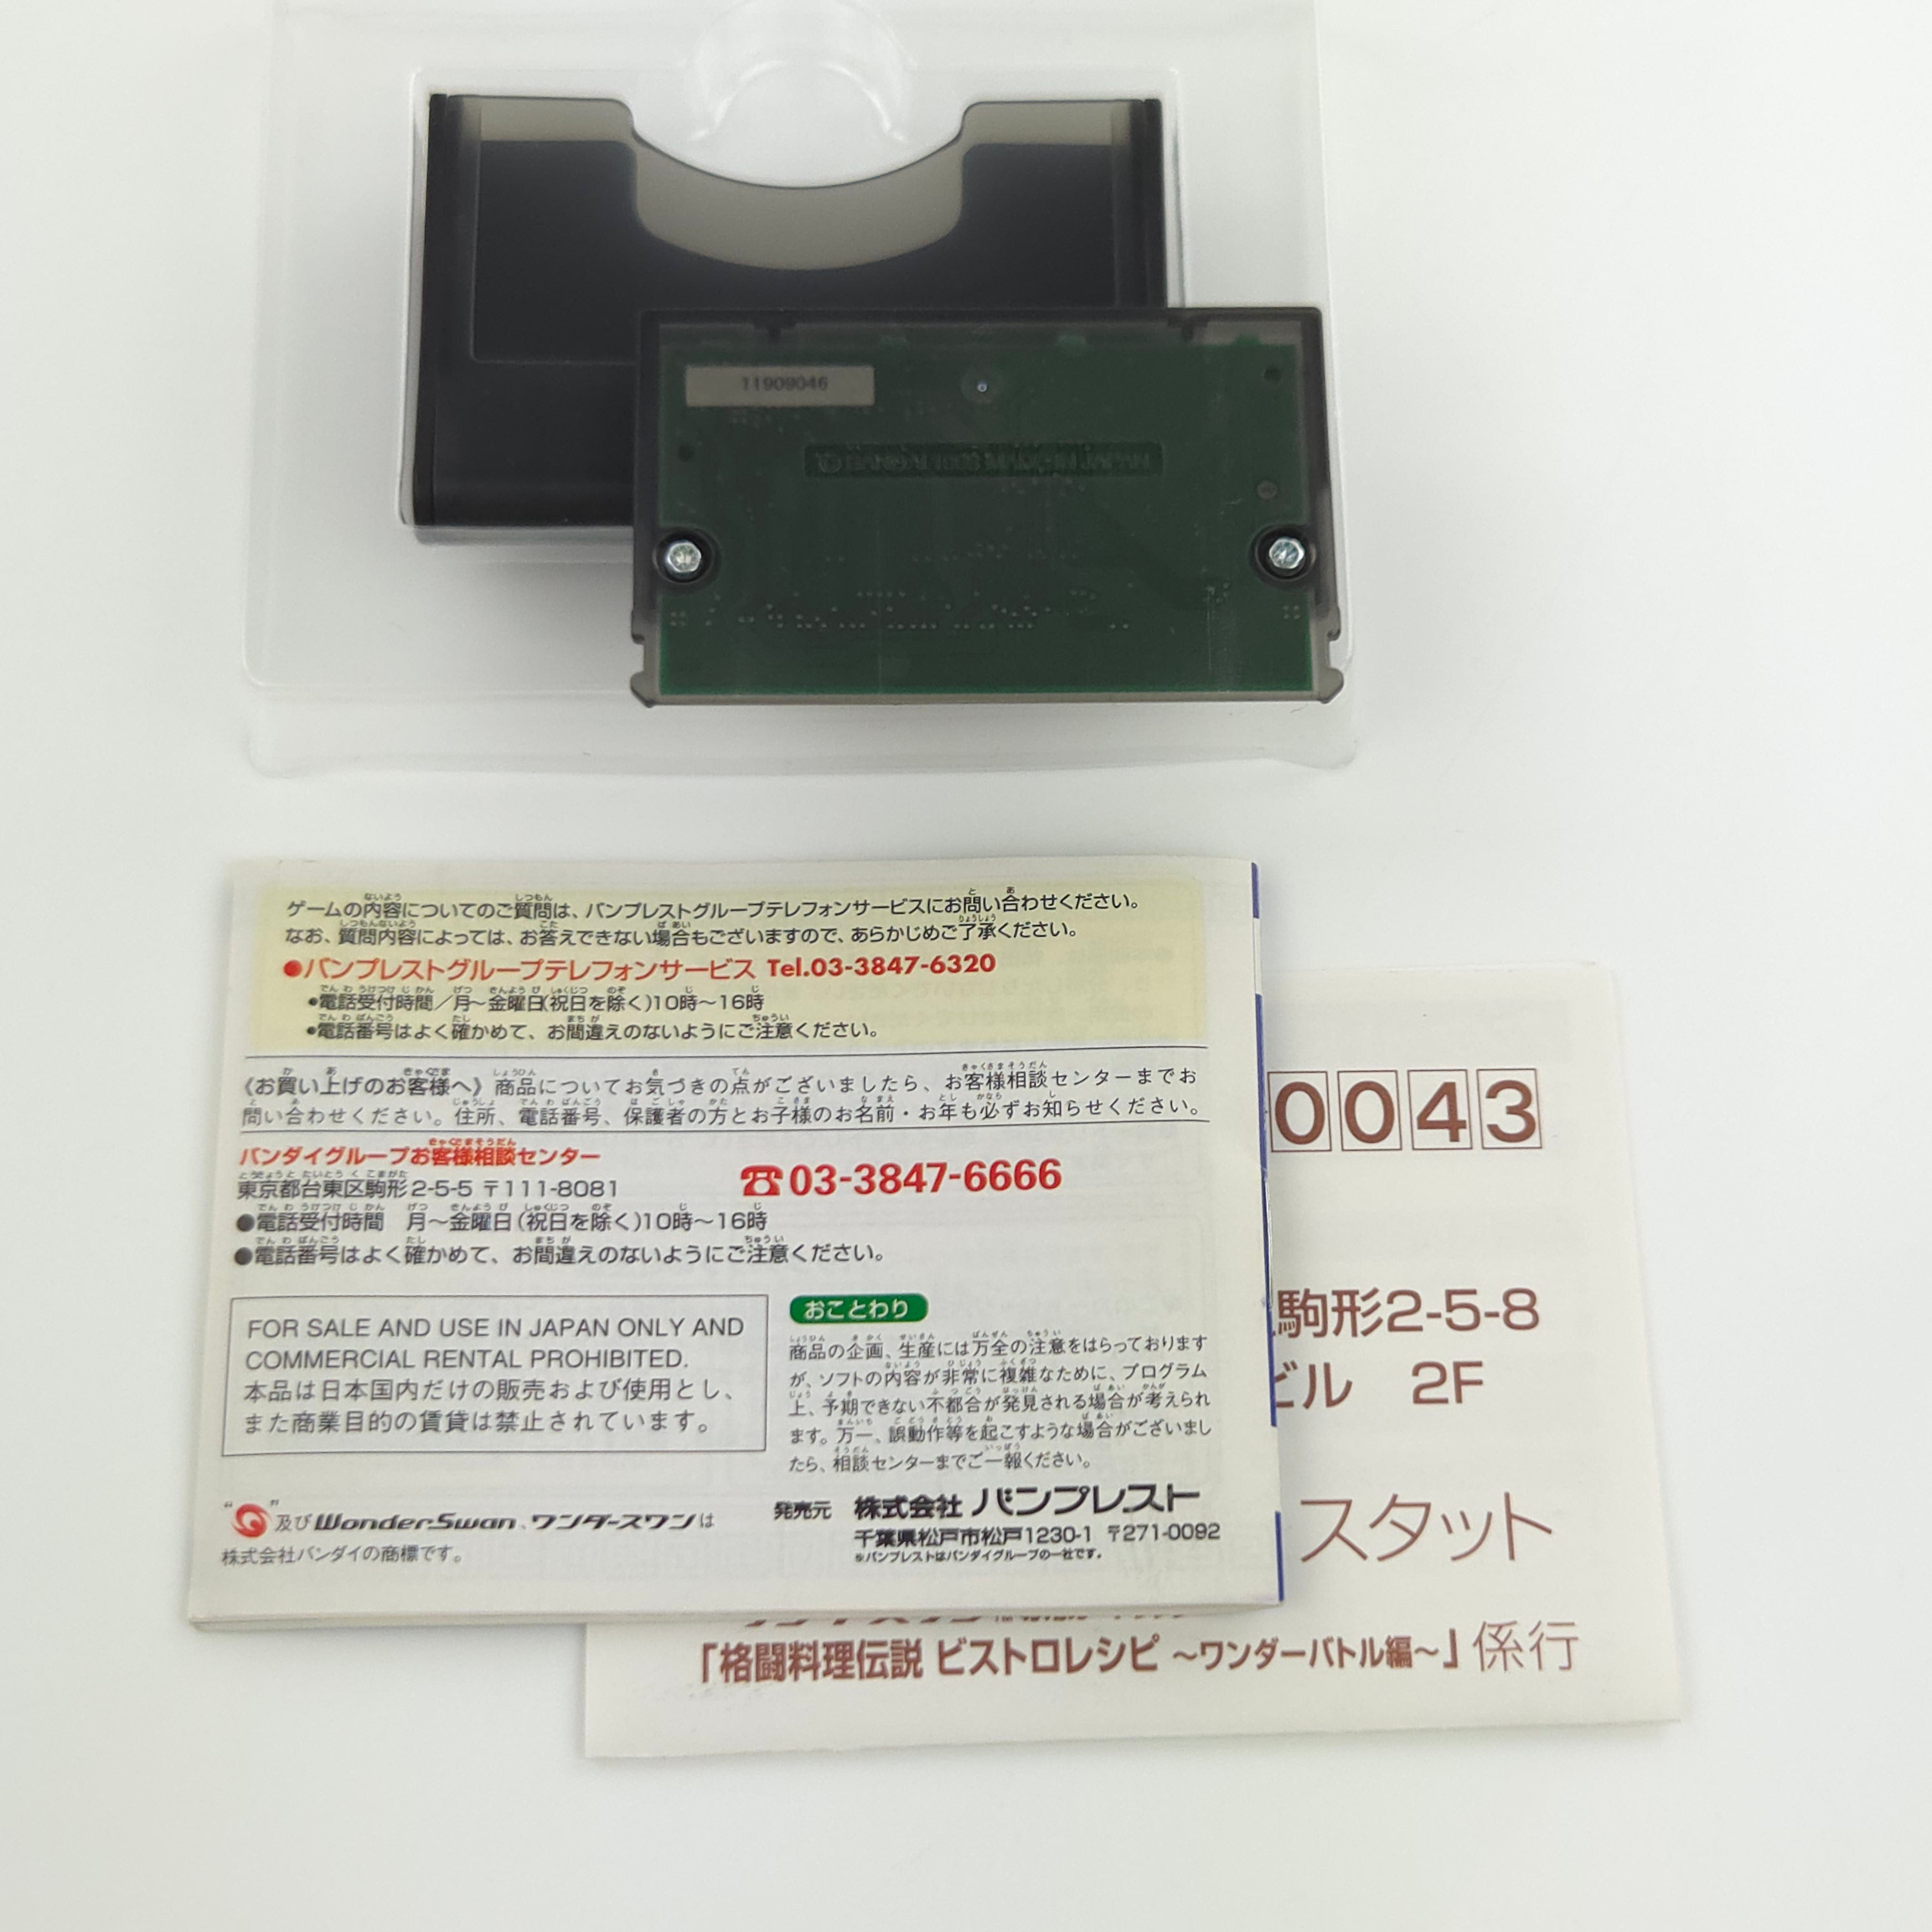 11909046
ゲームの内容についてのご質問は、バンプレストグループテレフォンサービスにお問い合わせください。
なお、質問内容によっては、お答えできない場合もございますので、あらかじめご了承ください。
●バンプレストグループテレフォンサービス Tel.03-3847-6320
●電話受付時間／月～金曜日(祝日を除く)10時～16時
●電話番号はよく確かめて、お間違えのないようにご注意ください。
《お買い上げのお客様へ》商品についてお気づきの点がございましたら、お客様相談センターまでお
問い合わせください。住所、電話番号、保護者の方とお子様のお名前・お年も必ずお知らせください。
バンダイグループお客様相談センター
東京都台東区駒形2-5-5 〒111-8081
☎03-3847-6666
●電話受付時間 月～金曜日(祝日を除く)10時～16時
●電話番号はよく確かめて、お間違えのないようにご注意ください。
FOR SALE AND USE IN JAPAN ONLY AND
COMMERCIAL RENTAL PROHIBITED.
本品は日本国内だけの販売および使用とし、
また商業目的の賃貸は禁止されています。
おことわり
商品の企画、生産には万全の注意をはらっております
が、ソフトの内容が非常に複雑なために、プログラム
上、予期できない不都合が発見される場合が考えられ
ます。万一、誤動作等を起こすような場合がございまし
たら、相談センターまでご一報ください。
及びWonderSwan、ワンダースワンは
株式会社バンダイの商標です。
発売元 株式会社 バンプレスト
千葉県松戸市松戸1230-1 〒271-0092
※バンプレストはバンダイグループの一社です。
0043
駒形2-5-8
ビル 2F
スタット
「格闘料理伝説 ビストロレシピ ～ワンダーバトル編～」係行